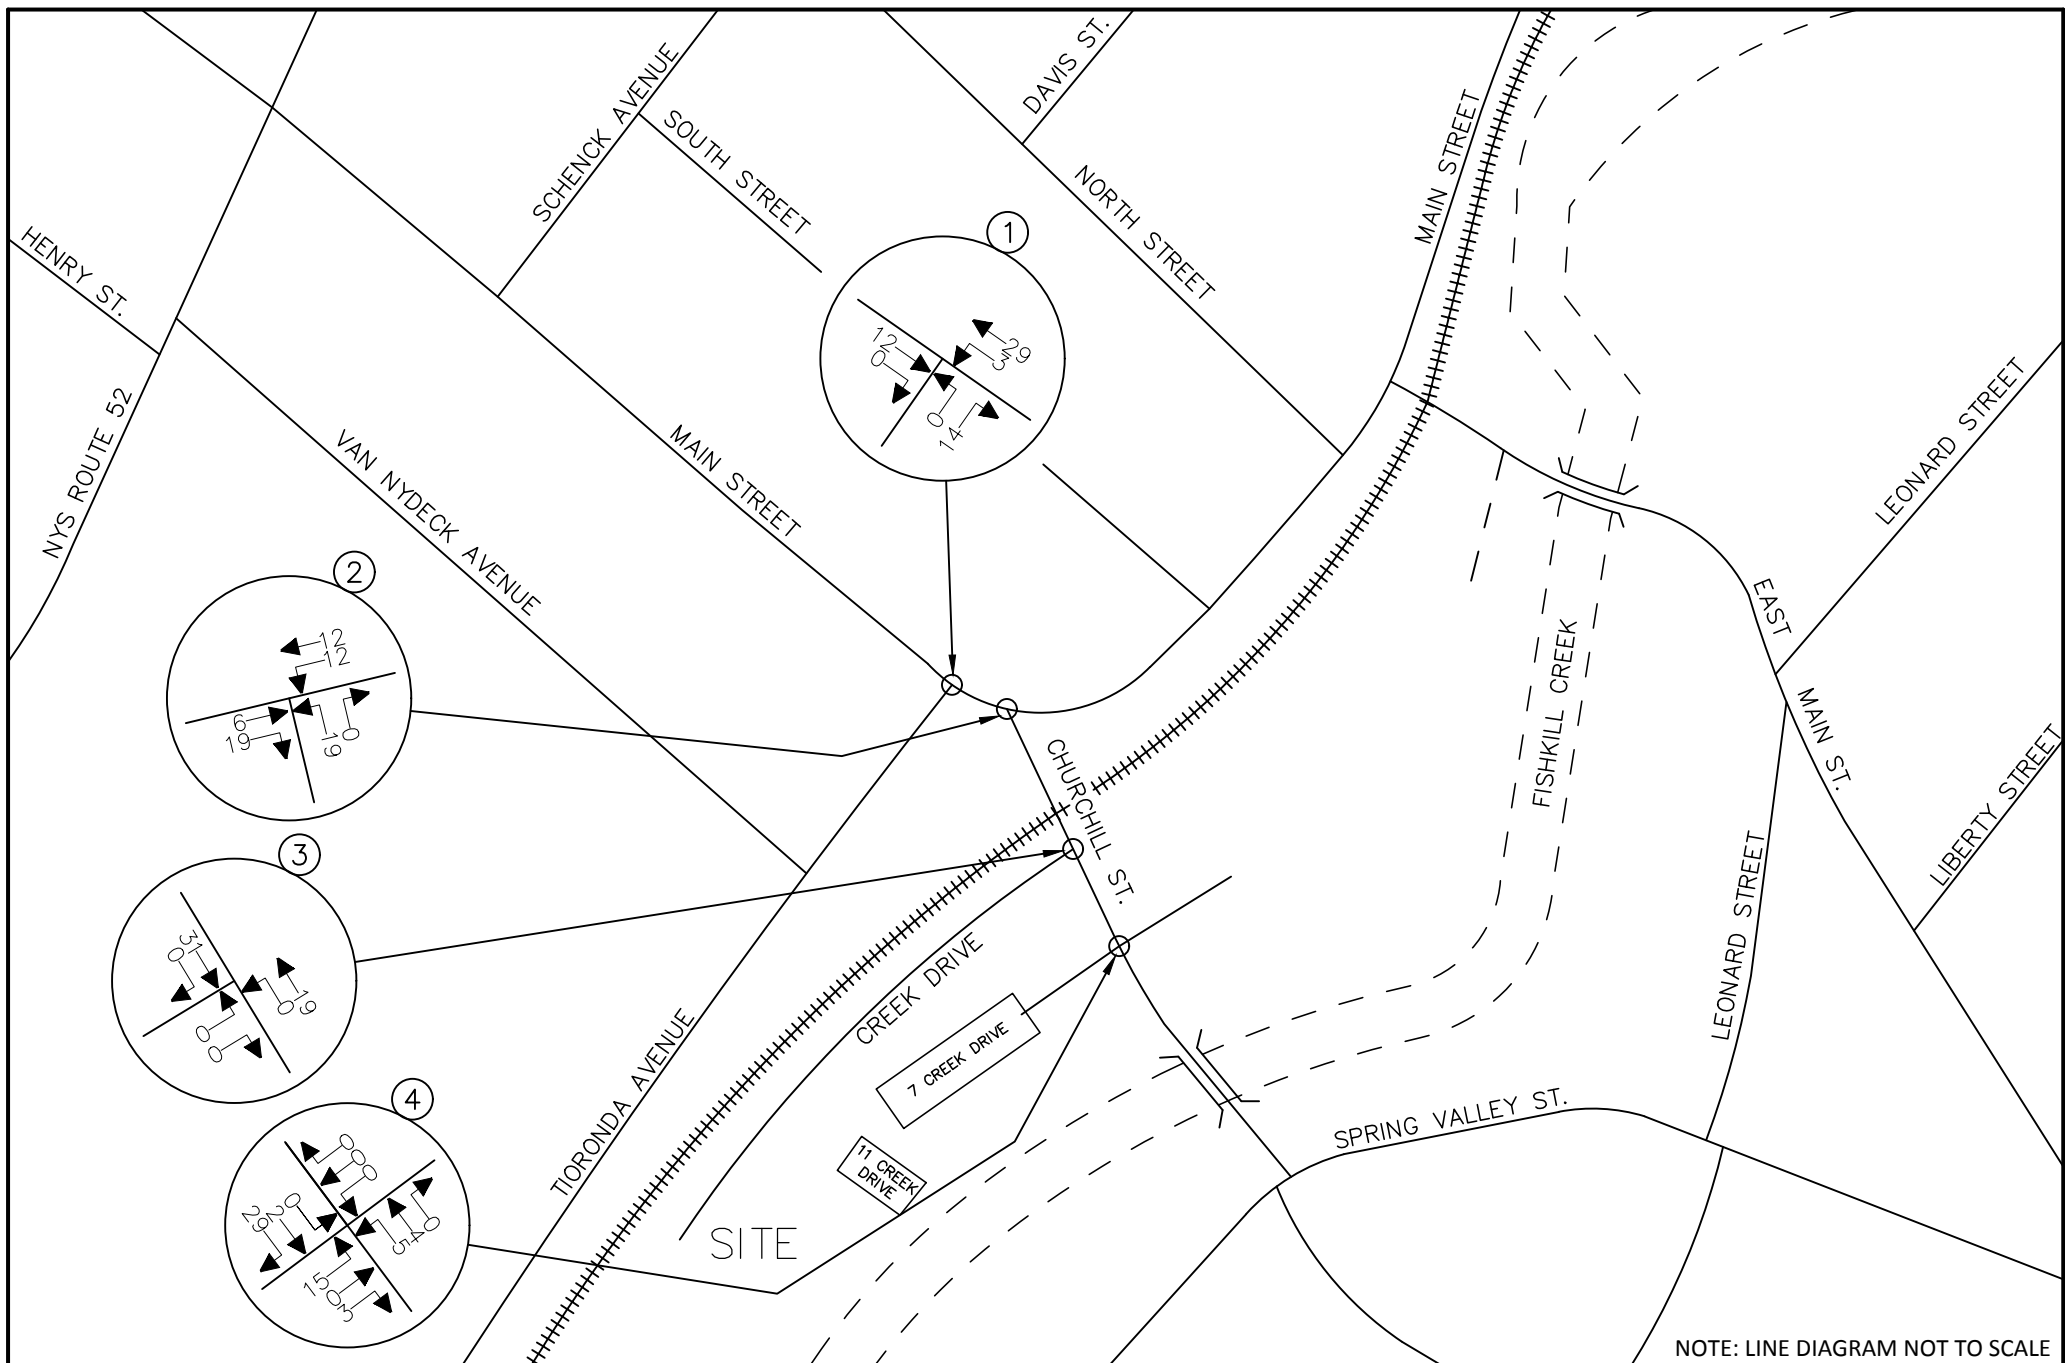 SCHENCK AVENUE
SOUTH STREET
DAVIS ST.
NORTH STREET
MAIN STREET
HENRY ST.
NYS ROUTE 52
VAN NYDECK AVENUE
MAIN STREET
1
12
0
29
3
0
14
LEONARD STREET
EAST
MAIN ST.
LIBERTY STREET
FISHKILL CREEK
LEONARD STREET
2
12
12
6
19
19
0
CHURCHILL ST.
3
31
0
19
0
0
0
CREEK DRIVE
7 CREEK DRIVE
11 CREEK
DRIVE
TIORONDA AVENUE
SPRING VALLEY ST.
SITE
4
0
0
0
0
2
29
0
4
5
15
0
3
NOTE: LINE DIAGRAM NOT TO SCALE